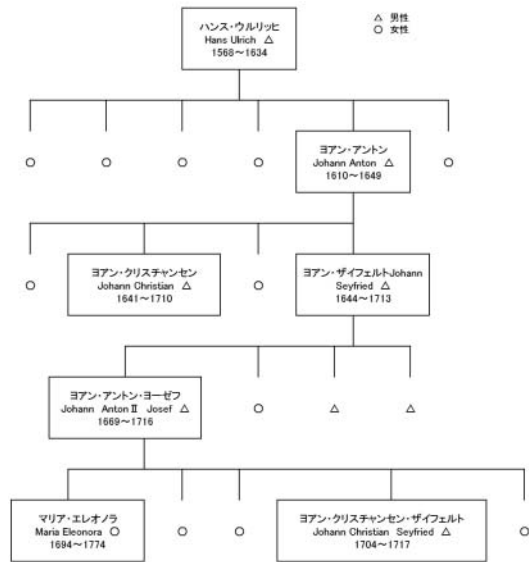 ハンス・ウルリッヒ
Hans Ulrich △
1568～1634
△ 男性
○ 女性
○ ○ ○ ○
ヨアン・アントン
Johann Anton △
1610～1649
○
○
ヨアン・クリスチャンセン
Johann Christian △
1641～1710
○
ヨアン・ザイフェルトJohann
Seyfried △
1644～1713
ヨアン・アントン・ヨーゼフ
Johann Anton Ⅱ Josef △
1669～1716
○ △ △
マリア・エレオノラ
Maria Eleonora ○
1694～1774
○ ○
ヨアン・クリスチャンセン・ザイフェルト
Johann Christian Seyfried △
1704～1717
○